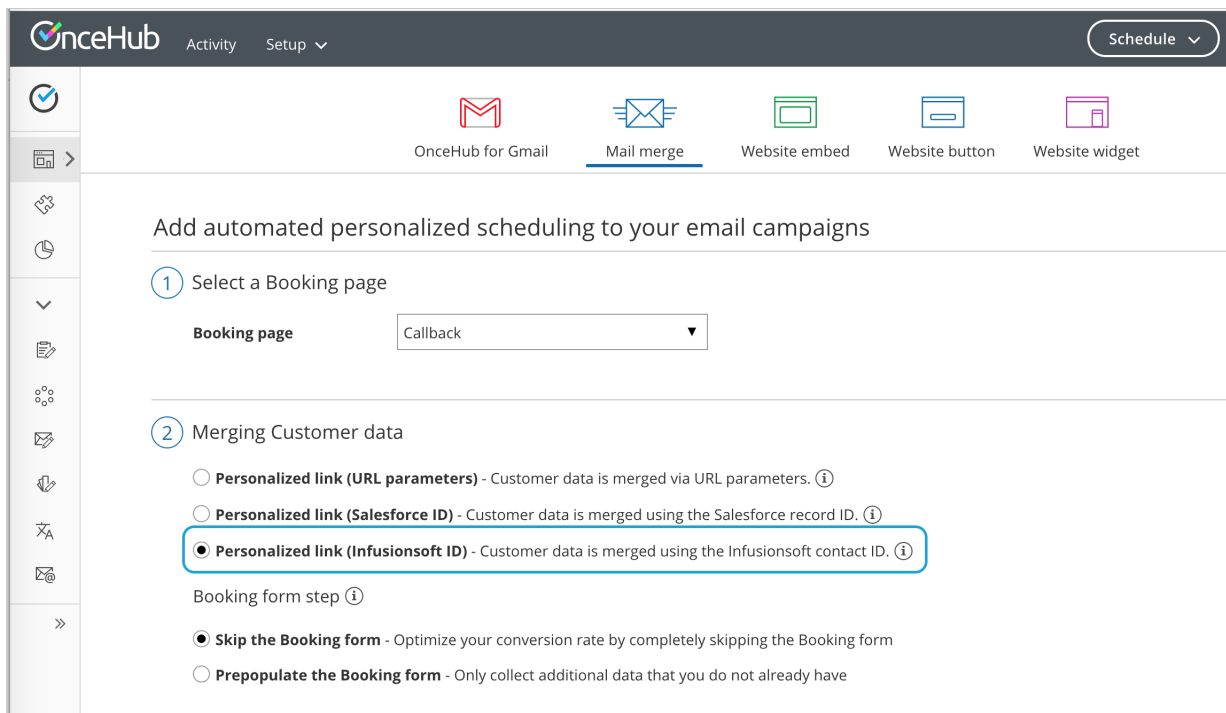 OnceHub Activity Setup Schedule
OnceHub for Gmail Mail merge Website embed Website button Website widget
Add automated personalized scheduling to your email campaigns
1 Select a Booking page
Booking page Callback
2 Merging Customer data
Personalized link (URL parameters) - Customer data is merged via URL parameters.
Personalized link (Salesforce ID) - Customer data is merged using the Salesforce record ID.
Personalized link (Infusionsoft ID) - Customer data is merged using the Infusionsoft contact ID.
Booking form step
Skip the Booking form - Optimize your conversion rate by completely skipping the Booking form
Prepopulate the Booking form - Only collect additional data that you do not already have